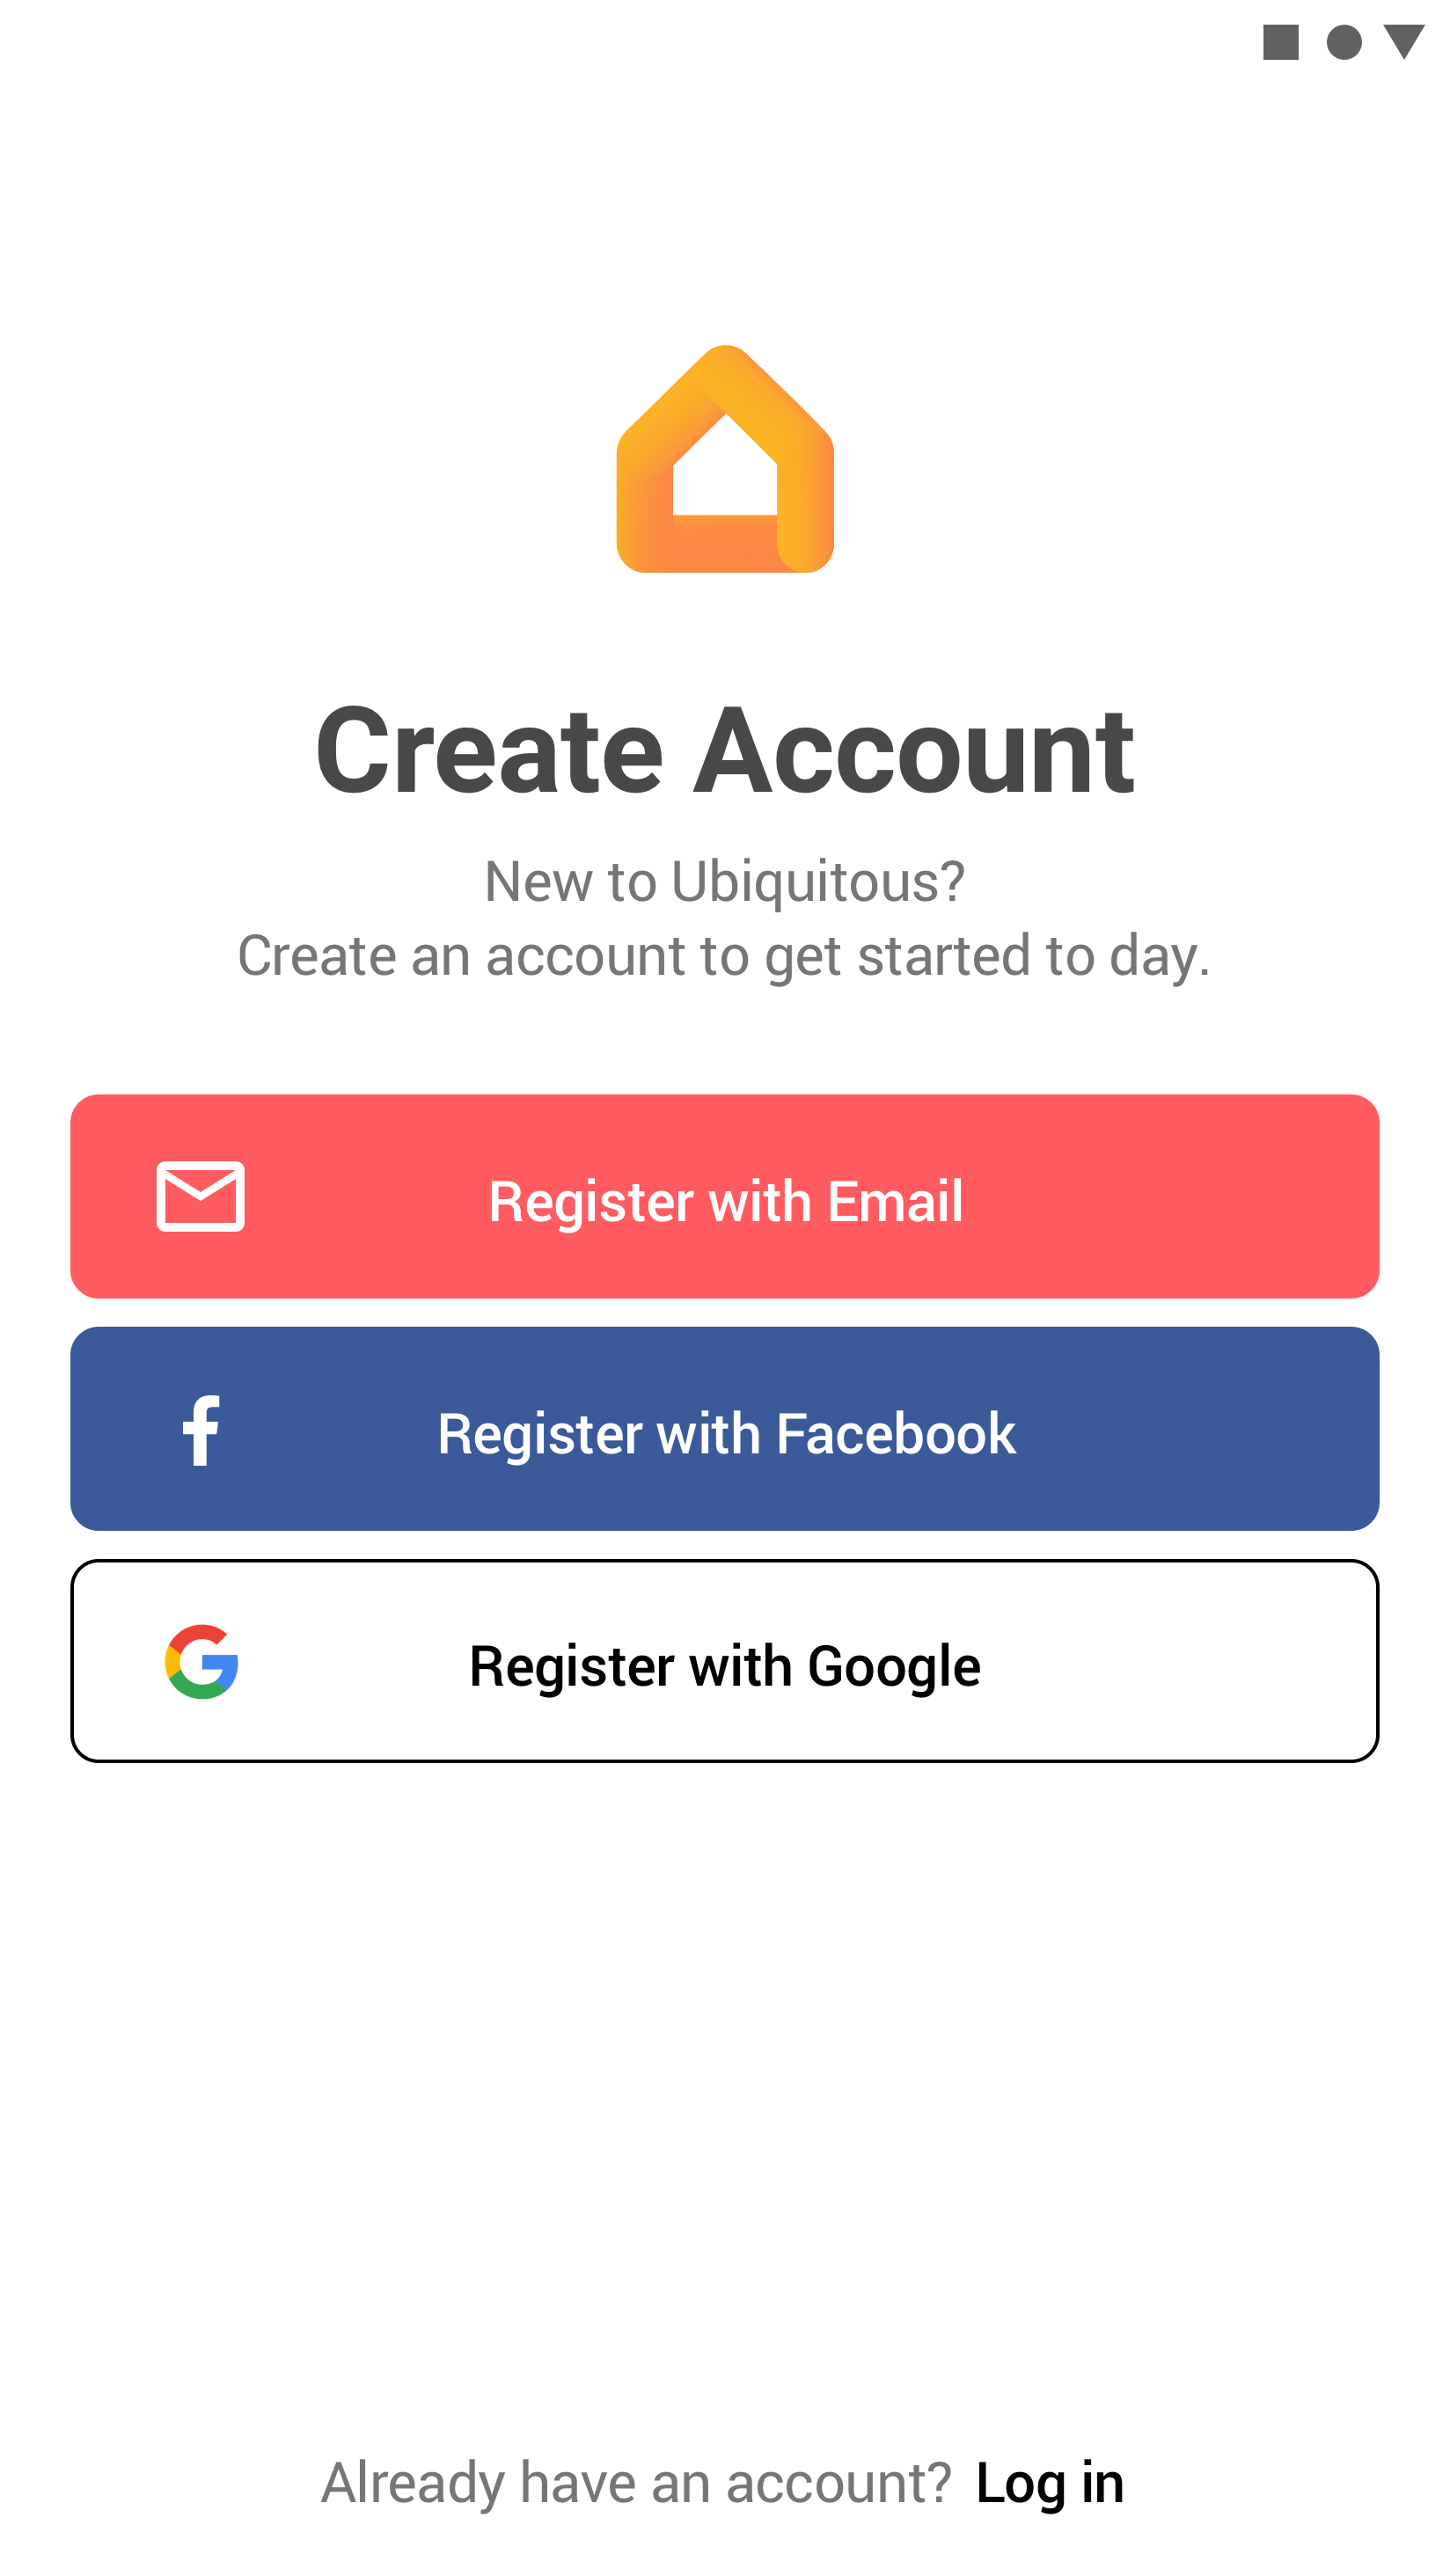 Create Account
New to Ubiquitous?
Create an account to get started to day.
Register with Email
Register with Facebook
Register with Google
Already have an account? Log in